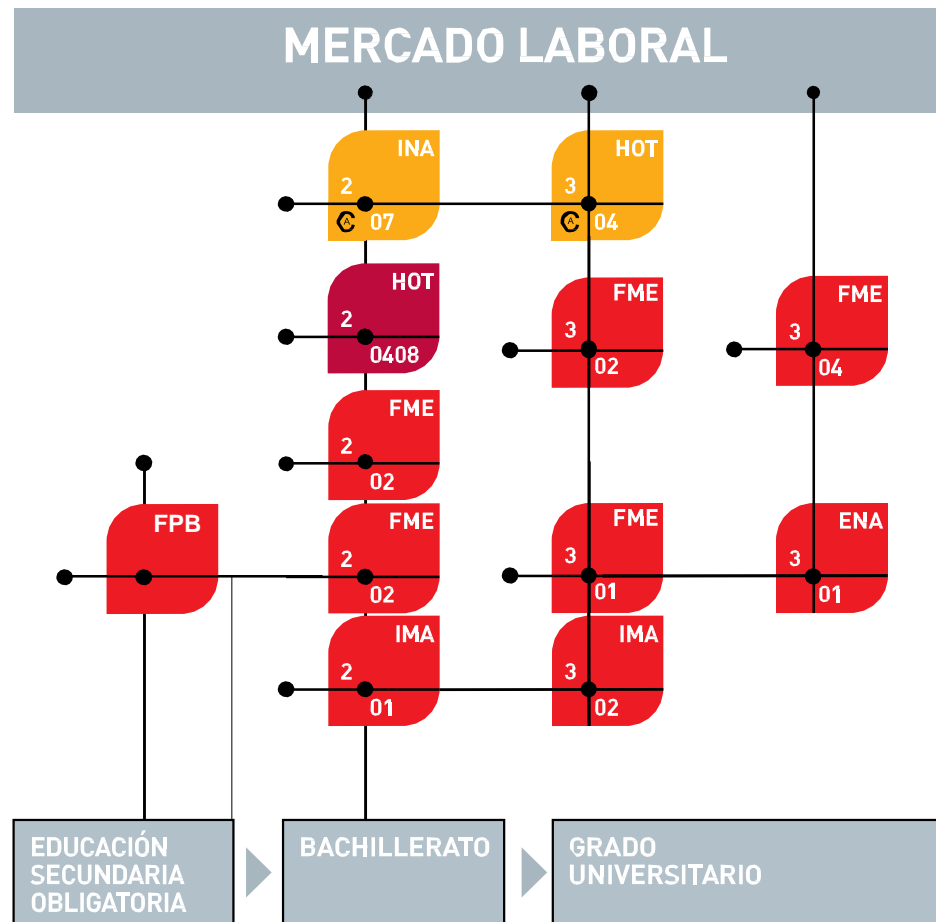 MERCADO LABORAL
INA
2
CA
07
HOT
3
CA
04
HOT
2
0408
FME
3
02
FME
3
04
FME
2
02
FPB
FME
2
02
FME
3
01
ENA
3
01
IMA
2
01
IMA
3
02
EDUCACIÓN
SECUNDARIA
OBLIGATORIA
BACHILLERATO
GRADO
UNIVERSITARIO